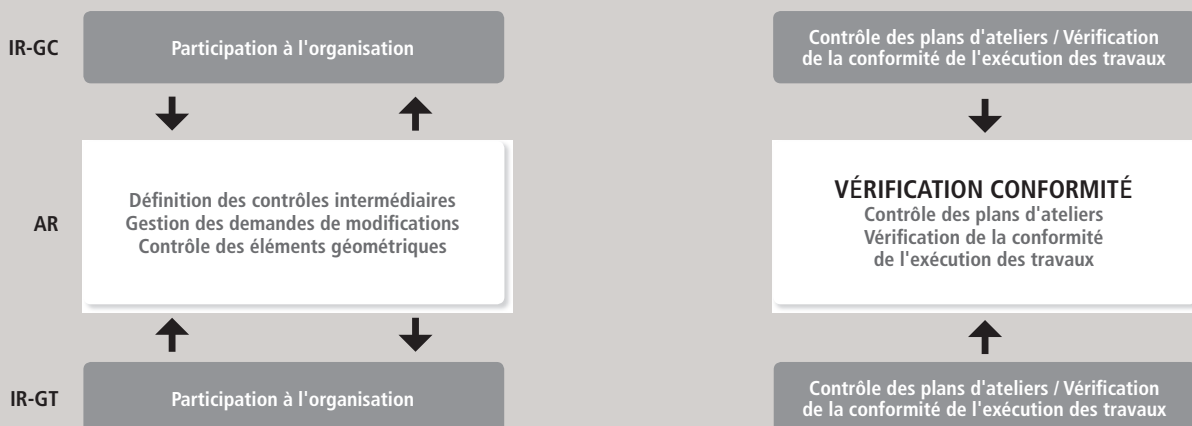 IR-GC
Participation à l'organisation
Contrôle des plans d'ateliers / Vérification
de la conformité de l'exécution des travaux
AR
Définition des contrôles intermédiaires
Gestion des demandes de modifications
Contrôle des éléments géométriques
VÉRIFICATION CONFORMITÉ
Contrôle des plans d'ateliers
Vérification de la conformité
de l'exécution des travaux
IR-GT
Participation à l'organisation
Contrôle des plans d'ateliers / Vérification
de la conformité de l'exécution des travaux